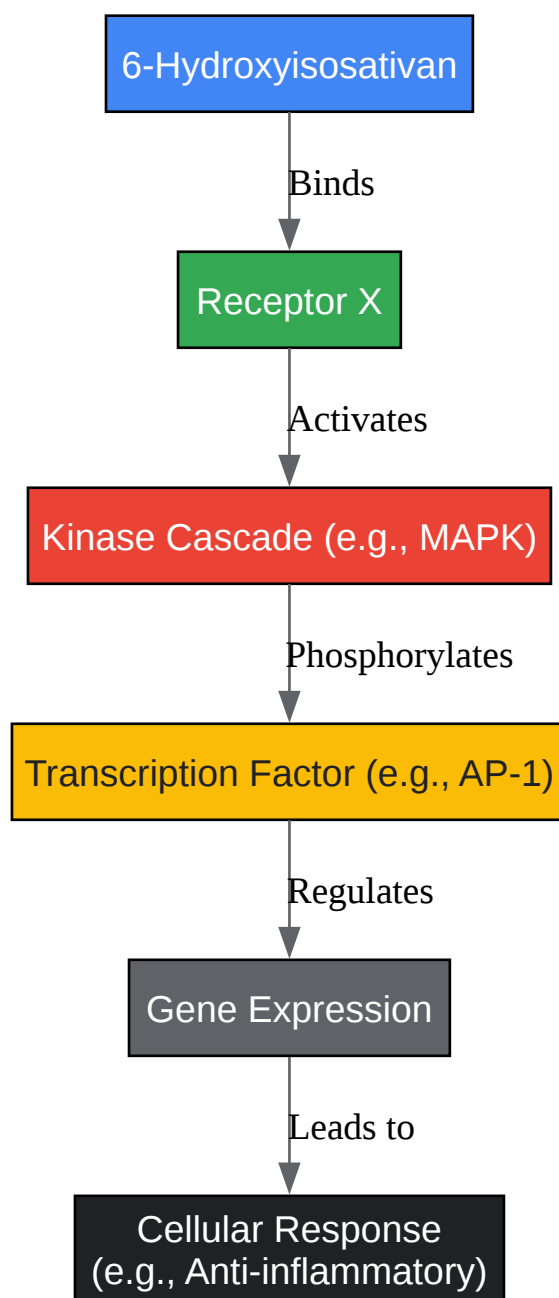 6-Hydroxyisosativan
Binds
Receptor X
Activates
Kinase Cascade (e.g., MAPK)
Phosphorylates
Transcription Factor (e.g., AP-1)
Regulates
Gene Expression
Leads to
Cellular Response
(e.g., Anti-inflammatory)